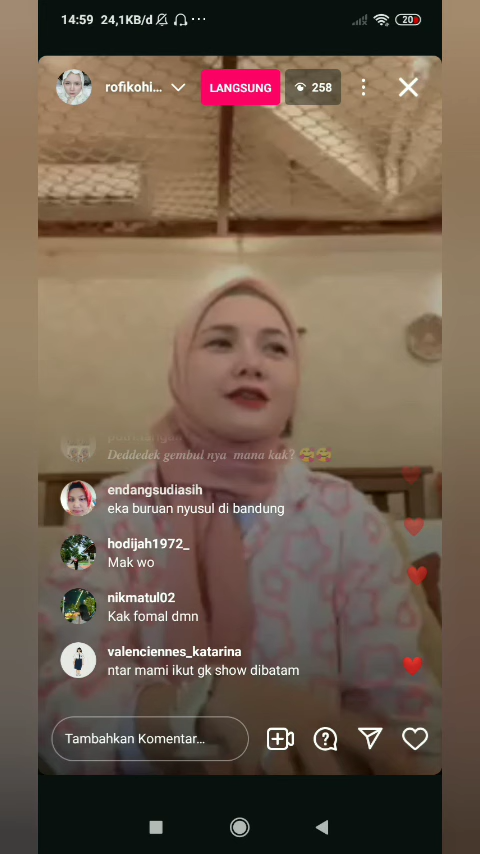 14:59 24,1KB/d
20
rofikohi...
LANGSUNG
258
Deddedek gembul nya mana kak? 🥰🥰
endangsudiasih
eka buruan nyusul di bandung
hodijah1972_
Mak wo
nikmatul02
Kak fomal dmn
valenciennes_katarina
ntar mami ikut gk show dibatam
Tambahkan Komentar...